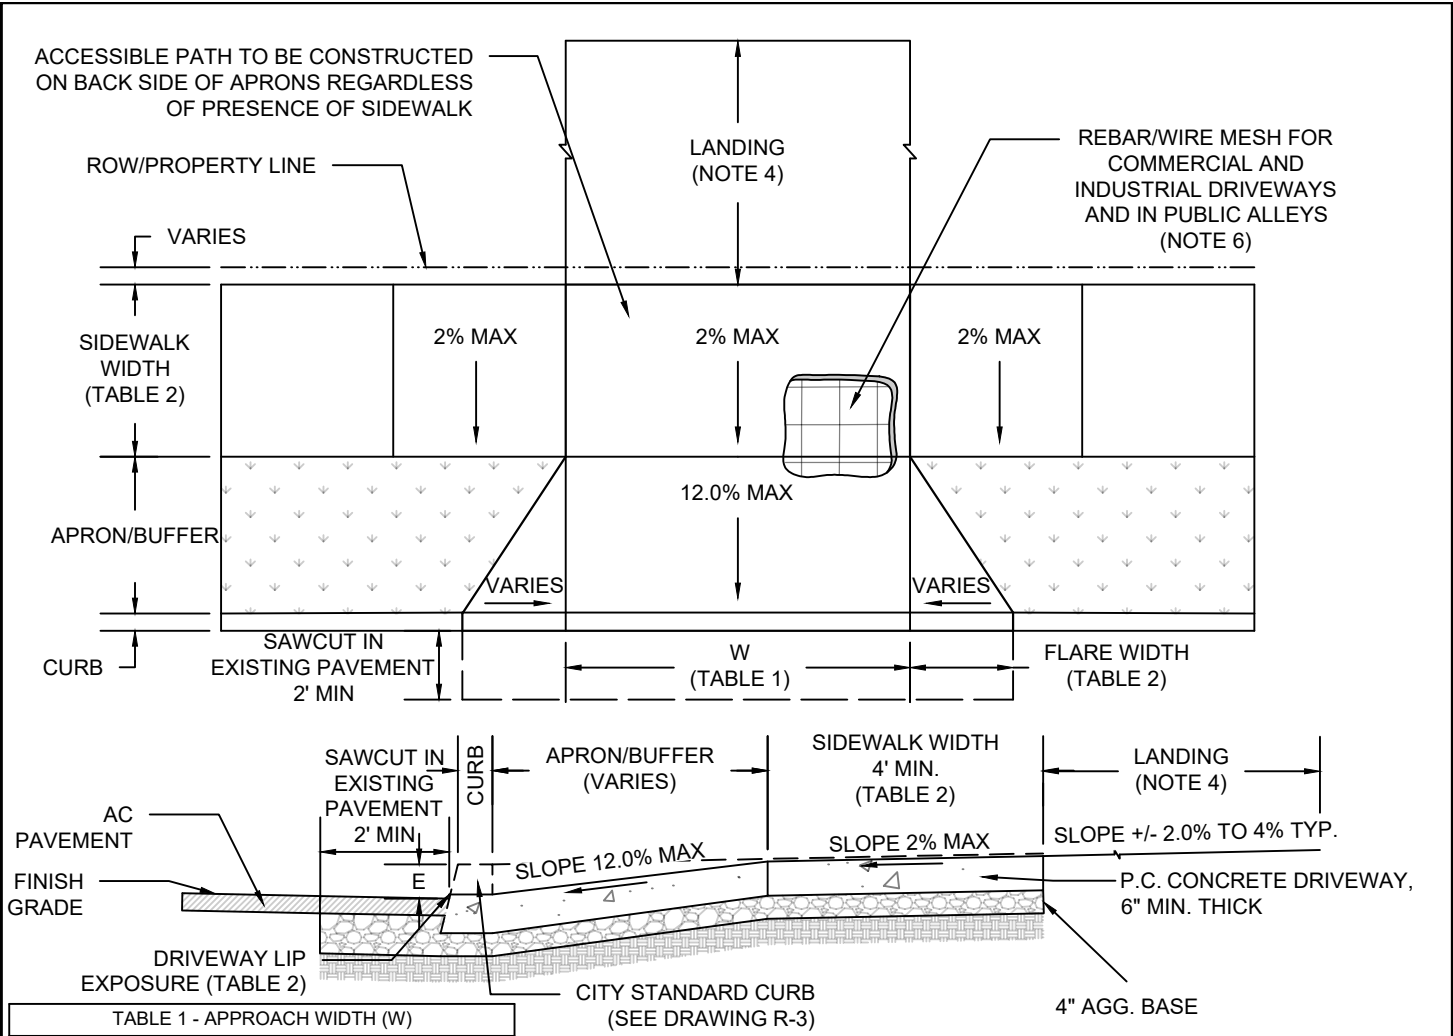 ACCESSIBLE PATH TO BE CONSTRUCTED
ON BACK SIDE OF APRONS REGARDLESS
OF PRESENCE OF SIDEWALK
LANDING
(NOTE 4)
REBAR/WIRE MESH FOR
COMMERCIAL AND
INDUSTRIAL DRIVEWAYS
AND IN PUBLIC ALLEYS
(NOTE 6)
ROW/PROPERTY LINE
VARIES
SIDEWALK
WIDTH
(TABLE 2)
2% MAX
2% MAX
2% MAX
12.0% MAX
APRON/BUFFER
VARIES
VARIES
CURB
SAWCUT IN
EXISTING PAVEMENT
2' MIN
W
(TABLE 1)
FLARE WIDTH
(TABLE 2)
SAWCUT IN
EXISTING
PAVEMENT
2' MIN
CURB
APRON/BUFFER
(VARIES)
SIDEWALK WIDTH
4' MIN.
(TABLE 2)
LANDING
(NOTE 4)
AC
PAVEMENT
E
SLOPE 12.0% MAX
SLOPE 2% MAX
SLOPE +/- 2.0% TO 4% TYP.
FINISH
GRADE
P.C. CONCRETE DRIVEWAY,
6" MIN. THICK
DRIVEWAY LIP
EXPOSURE (TABLE 2)
CITY STANDARD CURB
(SEE DRAWING R-3)
4" AGG. BASE
TABLE 1 - APPROACH WIDTH (W)